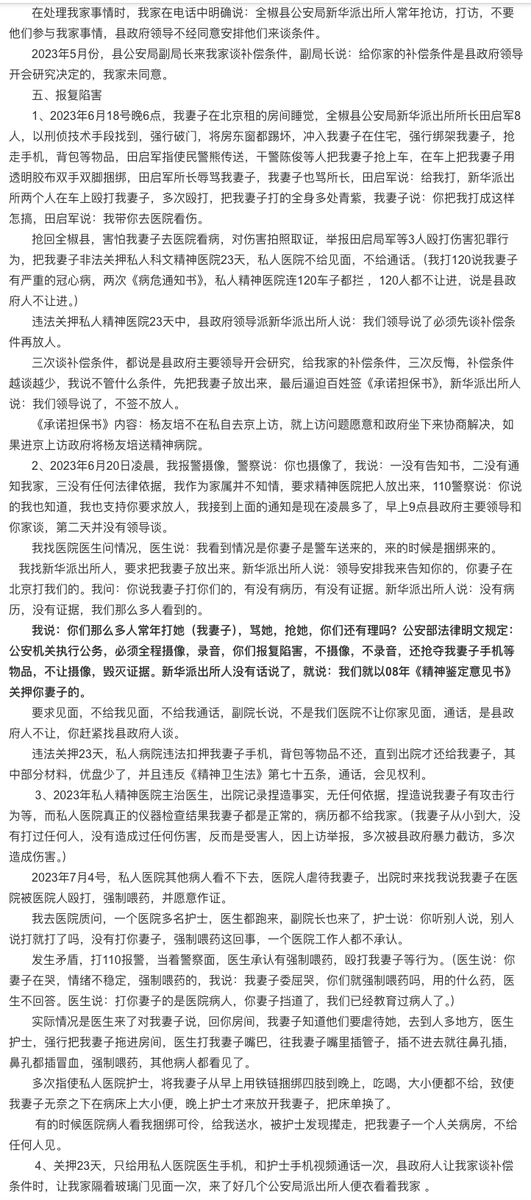 在处理我家事情时，我家在电话中明确说：全椒县公安局新华派出所人常年抢访，打访，不要
他们参与我家事情，县政府领导不经同意安排他们来谈条件。
2023年5月份，县公安局副局长来我家谈补偿条件，副局长说：给你家的补偿条件是县政府领导
开会研究决定的，我家未同意。
五、报复陷害
1、2023年6月18号晚6点，我妻子在北京租的房间睡觉，全椒县公安局新华派出所所长田启军8
人，以刑侦技术手段找到，强行破门，将房东窗都踢坏，冲入我妻子在住宅，强行绑架我妻子，抢
走手机，背包等物品，田启军指使民警熊传送，干警陈俊等人把我妻子抢上车，在车上把我妻子用
透明胶布双手双脚捆绑，田启军所长辱骂我妻子，我妻子也骂所长，田启军说：给我打，新华派出
所两个人在车上殴打我妻子，多次殴打，把我妻子打的全身多处青紫，我妻子说：你把我打成这样
怎搞，田启军说：我带你去医院看伤。
抢回全椒县，害怕我妻子去医院看病，对伤害拍照取证，举报田启局军等3人殴打伤害犯罪行
为，把我妻子非法关押私人科文精神医院23天，私人医院不给见面，不给通话。（我打120说我妻子
有严重的冠心病，两次《病危通知书》，私人精神医院连120车子都拦 ，120人都不让进，说是县政
府人不让进。）
违法关押私人精神医院23天中，县政府领导派新华派出所人说：我们领导说了必须先谈补偿条
件再放人。
三次谈补偿条件，都说是县政府主要领导开会研究，给我家的补偿条件，三次反悔，补偿条件
越谈越少，我说不管什么条件，先把我妻子放出来，最后逼迫百姓签《承诺担保书》，新华派出所人
说：我们领导说了，不签不放人。
《承诺担保书》内容：杨友培不在私自去京上访，就上访问题愿意和政府坐下来协商解决，如
果进京上访政府将杨友培送精神病院。
2、2023年6月20日凌晨，我报警摄像，警察说：你也摄像了，我说：一没有告知书，二没有通
知我家，三没有任何法律依据，我作为家属并不知情，要求精神医院把人放出来，110警察说：你说
的我也知道，我也支持你要求放人，我接到上面的通知是现在凌晨多了，早上9点县政府主要领导和
你家谈，第二天并没有领导谈。
我找医院医生问情况，医生说：我看到情况是你妻子是警车送来的，来的时候是捆绑来的。
我找新华派出所人，要求把我妻子放出来。新华派出所人说：领导安排我来告知你的，你妻子在
北京打我们的。我问：你说我妻子打你们的，有没有病历，有没有证据。新华派出所人说：没有病
历，没有证据，我们那么多人看到的。
我说：你们那么多人常年打她（我妻子），骂她，抢她，你们还有理吗？公安部法律明文规定：
公安机关执行公务，必须全程摄像，录音，你们报复陷害，不摄像，不录音，还抢夺我妻子手机等
物品，不让摄像，毁灭证据。新华派出所人没有话说了，就说：我们就以08年《精神鉴定意见书》
关押你妻子的。
要求见面，不给我见面，不给我通话，副院长说，不是我们医院不让你家见面，通话，是县政
府人不让，你赶紧找县政府人谈。
违法关押23天，私人病院违法扣押我妻子手机，背包等物品不还，直到出院才还给我妻子，其
中部分材料，优盘少了，并且违反《精神卫生法》第七十五条，通话，会见权利。
3、2023年私人精神医院主治医生，出院记录捏造事实，无任何依据，捏造说我妻子有攻击行
为等，而私人医院真正的仪器检查结果我妻子都是正常的，病历都不给我家。（我妻子从小到大，没
有打过任何人，没有造成过任何伤害，反而是受害人，因上访举报，多次被县政府暴力截访，多次
造成伤害。）
2023年7月4号，私人医院其他病人看不下去，医院人虐待我妻子，出院时来找我说我妻子在医
院被医院人殴打，强制喂药，并愿意作证。
我去医院质问，一个医院多名护士，医生都跑来，副院长也来了，护士说：你听别人说，别人
说打就打了吗，没有打你妻子，强制喂药这回事，一个医院工作人都不承认。
发生矛盾，打110报警，当着警察面，医生承认有强制喂药，殴打我妻子等行为。（医生说：你
妻子在哭，情绪不稳定，强制喂药的，我说：我妻子委屈哭，你们就强制喂药吗，用的什么药，医
生不回答。医生说：打你妻子的是医院病人，你妻子挡道了，我们已经教育过病人了。）
实际情况是医生来了对我妻子说，回你房间，我妻子知道他们要虐待她，去到人多地方，医生
护士，强行把我妻子拖进房间，医生打我妻子嘴巴，往我妻子嘴里插管子，插不进去就往鼻孔插，
鼻孔都插冒血，强制喂药，其他病人都看见了。
多次指使私人医院护士，将我妻子从早上用铁链捆绑四肢到晚上，吃喝，大小便都不给，致使
我妻子无奈之下在病床上大小便，晚上护士才来放开我妻子，把床单换了。
有的时候医院病人看我捆绑可伶，给我送水，被护士发现撵走，把我妻子一个人关病房，不给
任何人见。
4、关押23天，只给用私人医院医生手机，和护士手机视频通话一次，县政府人让我家谈补偿
条件时，让我家隔着玻璃门见面一次，来了好几个公安局派出所人便衣看着我家 。